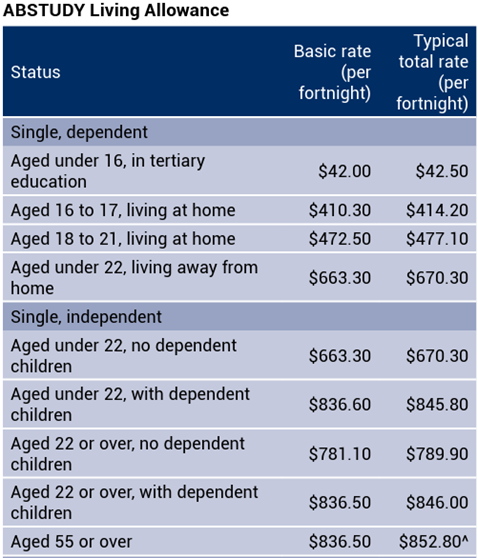 ABSTUDY Living Allowance
Status
Basic rate
(per
fortnight)
Typical
total rate
(per
fortnight)
Single, dependent
Aged under 16, in tertiary
education
$42.00
$42.50
Aged 16 to 17, living at home
$410.30
$414.20
Aged 18 to 21, living at home
$472.50
$477.10
Aged under 22, living away from
home
$663.30
$670.30
Single, independent
Aged under 22, no dependent
children
$663.30
$670.30
Aged under 22, with dependent
children
$836.60
$845.80
Aged 22 or over, no dependent
children
$781.10
$789.90
Aged 22 or over, with dependent
children
$836.50
$846.00
Aged 55 or over
$836.50
$852.80^